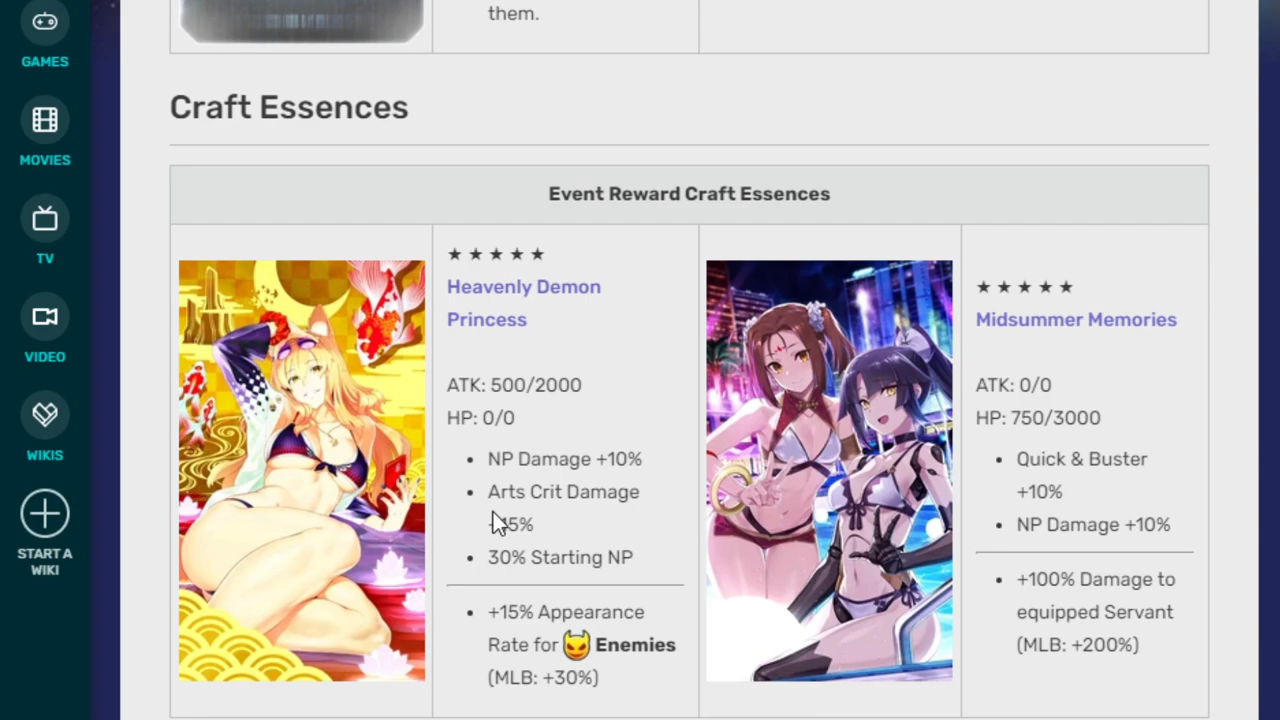 GAMES
MOVIES
TV
VIDEO
WIKIS
START A
WIKI
them.
Craft Essences
Event Reward Craft Essences
★ ★ ★ ★ ★
Heavenly Demon
Princess
ATK: 500/2000
HP: 0/0
• NP Damage +10%
• Arts Crit Damage
15%
• 30% Starting NP
• +15% Appearance
Rate for Enemies
(MLB: +30%)
★ ★ ★ ★ ★
Midsummer Memories
ATK: 0/0
HP: 750/3000
• Quick & Buster
+10%
• NP Damage +10%
• +100% Damage to
equipped Servant
(MLB: +200%)